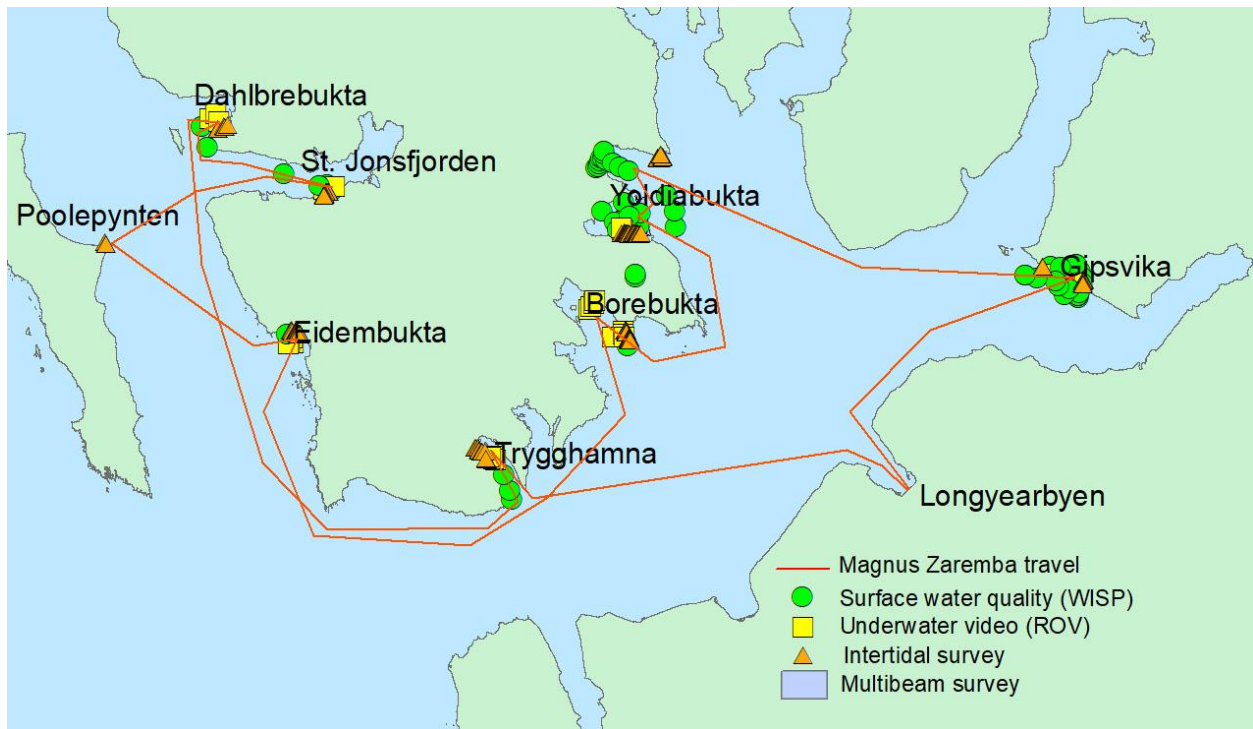 Dahlbrebukta
St. Jonsfjorden
Yoldiabukta
Poolepynten
Gipsvika
Borebukta
Eidembukta
Trygghamna
Longyearbyen
Magnus Zaremba travel
Surface water quality (WISP)
Underwater video (ROV)
Intertidal survey
Multibeam survey